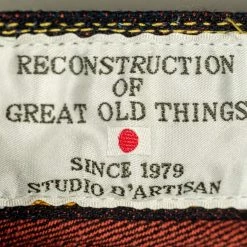 RECONSTRUCTION
OF
GREAT OLD THINGS
SINCE 1979
STUDIO D'ARTISAN